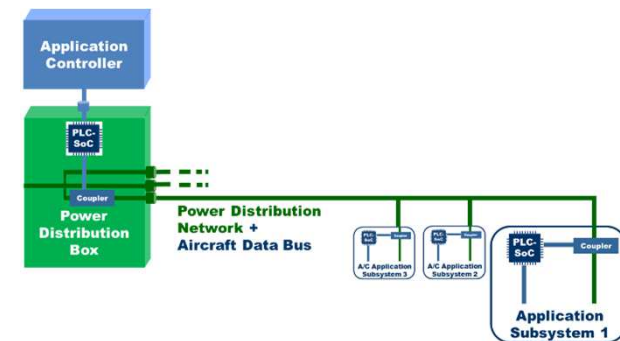 Application
Controller
PLC-
SoC
Coupler
Power
Distribution
Box
Power Distribution
Network +
Aircraft Data Bus
PLC-
SoC
Coupler
A/C Application
Subsystem 3
PLC-
SoC
Coupler
A/C Application
Subsystem 2
PLC-
SoC
Coupler
Application
Subsystem 1